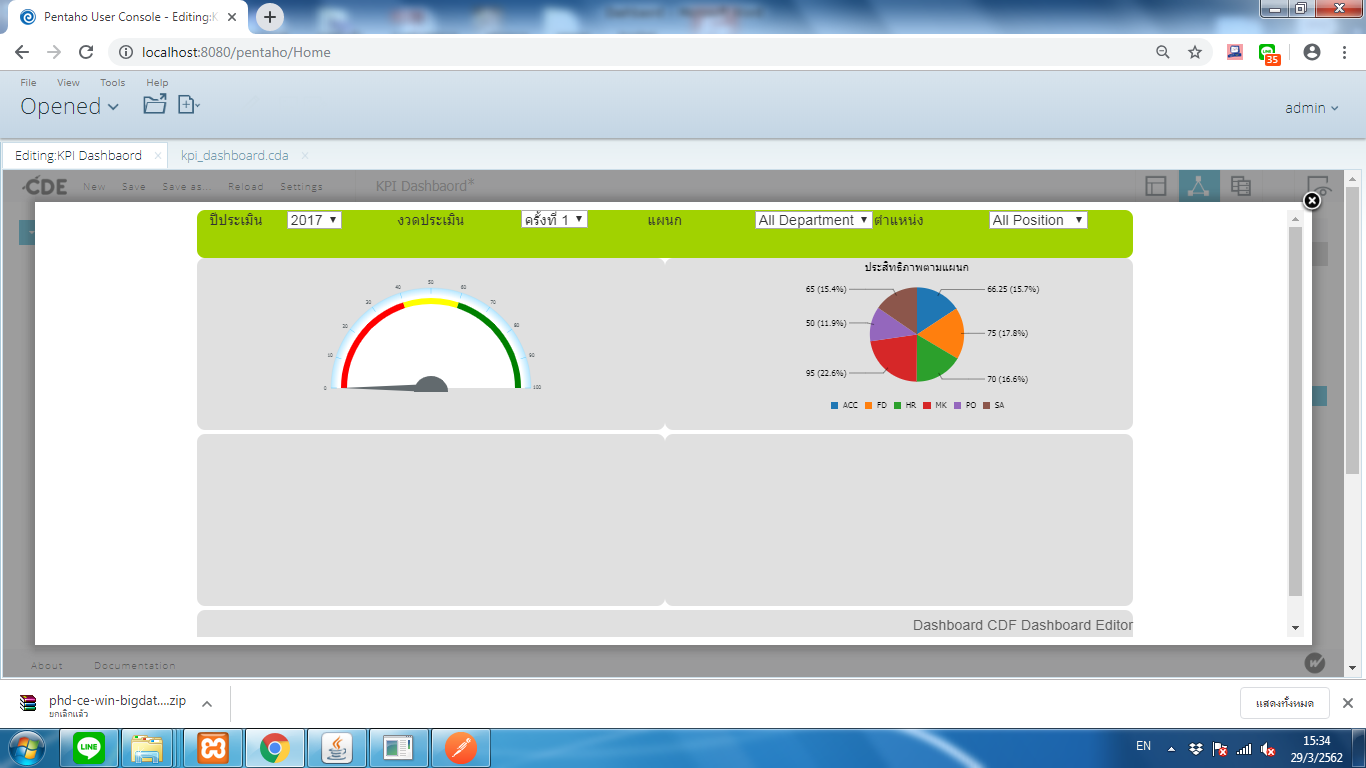 Pentaho User Console - Editing:K
localhost:8080/pentaho/Home
35
File View Tools Help
Opened
admin
Editing:KPI Dashbaord kpi_dashboard.cda
CDE New Save Save as... Reload Settings KPI Dashbaord*
ปีประเมิน 2017 งวดประเมิน ครั้งที่ 1 แผนก All Department ตำแหน่ง All Position
ประสิทธิภาพตามแผนก
0 10 20 30 40 50 60 70 80 90 100
65 (15.4%) 66.25 (15.7%)
50 (11.9%) 75 (17.8%)
95 (22.6%) 70 (16.6%)
ACC FD HR MK PO SA
Dashboard CDF Dashboard Editor
About Documentation
phd-ce-win-bigdat....zip
ยกเลิกแล้ว
แสดงทั้งหมด
LINE
EN
15:34
29/3/2562